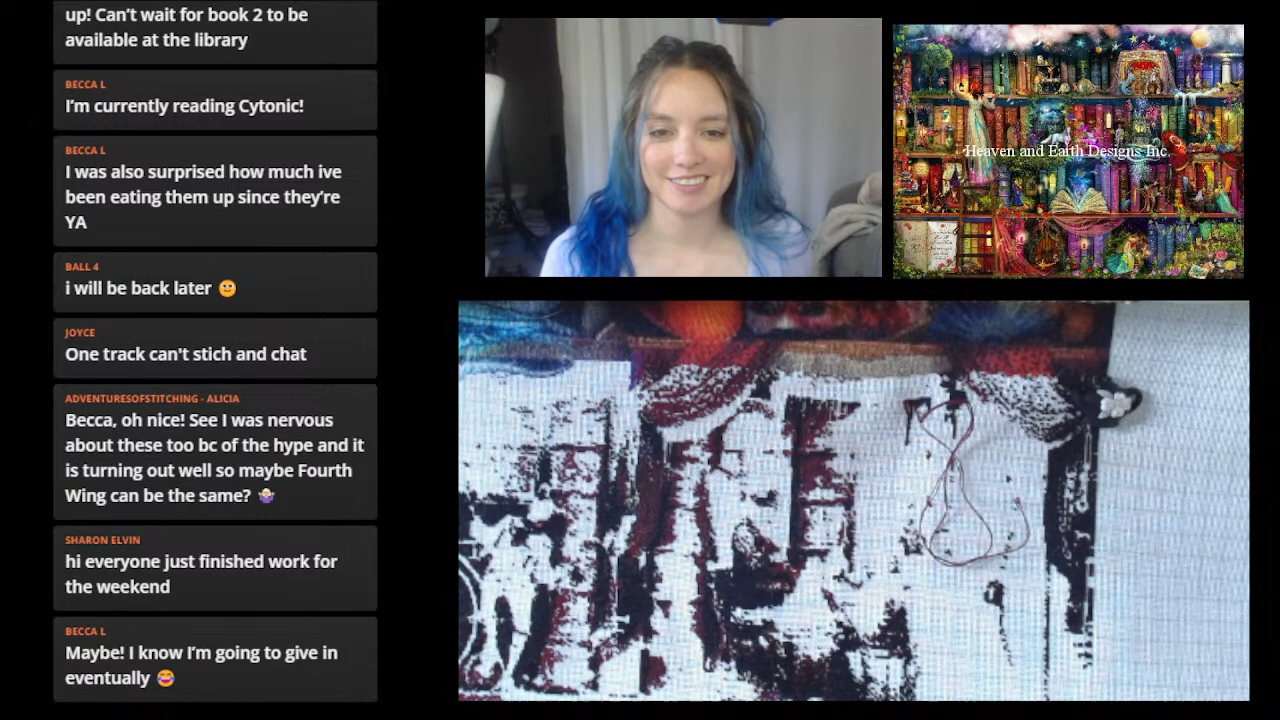 up! Can’t wait for book 2 to be
available at the library
BECCA L
I’m currently reading Cytonic!
BECCA L
I was also surprised how much ive
been eating them up since they’re
YA
BALL 4
i will be back later
JOYCE
One track can't stich and chat
ADVENTURESOFSTITCHING - ALICIA
Becca, oh nice! See I was nervous
about these too bc of the hype and it
is turning out well so maybe Fourth
Wing can be the same?
SHARON ELVIN
hi everyone just finished work for
the weekend
BECCA L
Maybe! I know I’m going to give in
eventually
Heaven and Earth Designs Inc